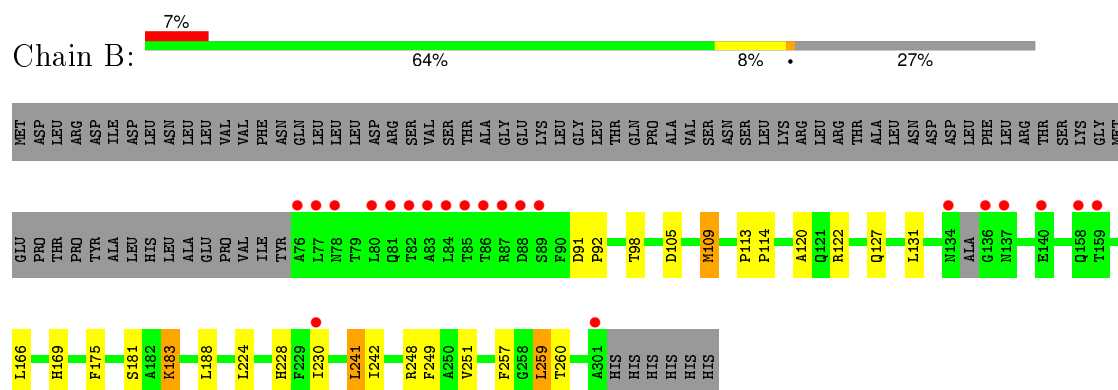 7%
Chain B:
64% 8% • 27%
MET ASP LEU ARG ASP ILE ASP LEU ASN LEU LEU VAL VAL PHE ASN GLN LEU LEU LEU ASP ARG SER VAL SER THR ALA GLY GLU LYS LEU GLY LEU THR GLN PRO ALA VAL SER ASN SER LEU LYS ARG LEU ARG THR ALA LEU ASN ASP ASP LEU PHE LEU ARG THR SER LYS GLY MET
GLU PRO THR PRO TYR ALA LEU HIS LEU ALA GLU PRO VAL ILE TYR A76 L77 N78 T79 L80 Q81 T82 A83 L84 T85 T86 R87 D88 S89 F90 D91 P92 T98 D105 M109 P113 P114 A120 Q121 R122 Q127 L131 N134 ALA G136 N137 E140 Q158 T159
L166 H169 F175 S181 A182 K183 L188 L224 H228 F229 I230 L241 I242 R248 F249 A250 V251 F257 G258 L259 T260 A301 HIS HIS HIS HIS HIS HIS